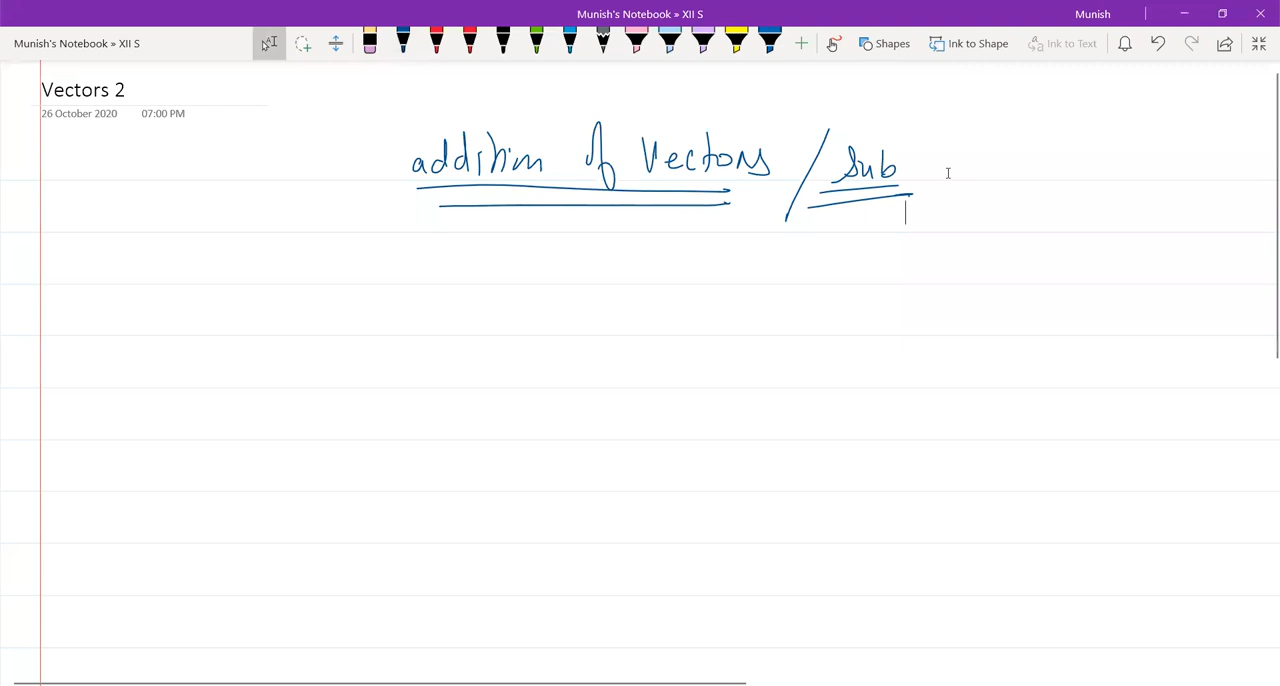 Munish's Notebook » XII S
Munish
Munish's Notebook » XII S
Shapes
Ink to Shape
Ink to Text
Vectors 2
26 October 2020 07:00 PM
addition of Vectors / Sub